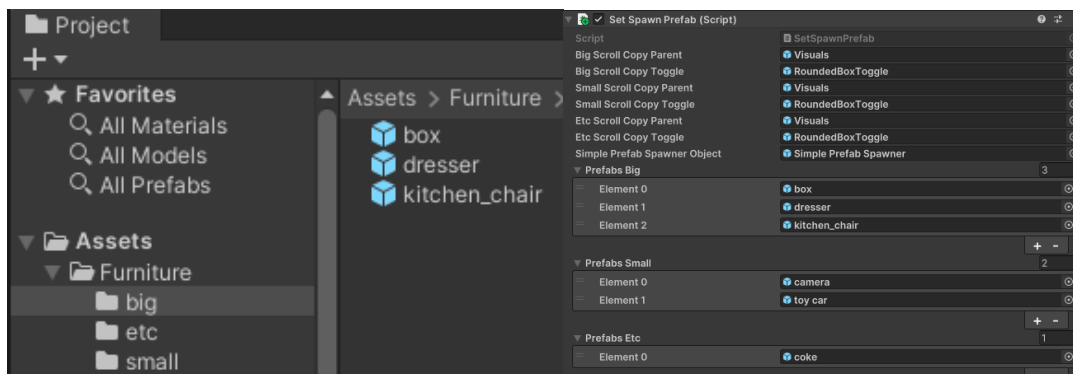 Project
+
Favorites
All Materials
All Models
All Prefabs
Assets
Furniture
big
etc
small
Assets > Furniture >
box
dresser
kitchen_chair
Set Spawn Prefab (Script)
Script SetSpawnPrefab
Big Scroll Copy Parent Visuals
Big Scroll Copy Toggle RoundedBoxToggle
Small Scroll Copy Parent Visuals
Small Scroll Copy Toggle RoundedBoxToggle
Etc Scroll Copy Parent Visuals
Etc Scroll Copy Toggle RoundedBoxToggle
Simple Prefab Spawner Object Simple Prefab Spawner
Prefabs Big 3
Element 0 box
Element 1 dresser
Element 2 kitchen_chair
+ -
Prefabs Small 2
Element 0 camera
Element 1 toy car
+ -
Prefabs Etc 1
Element 0 coke